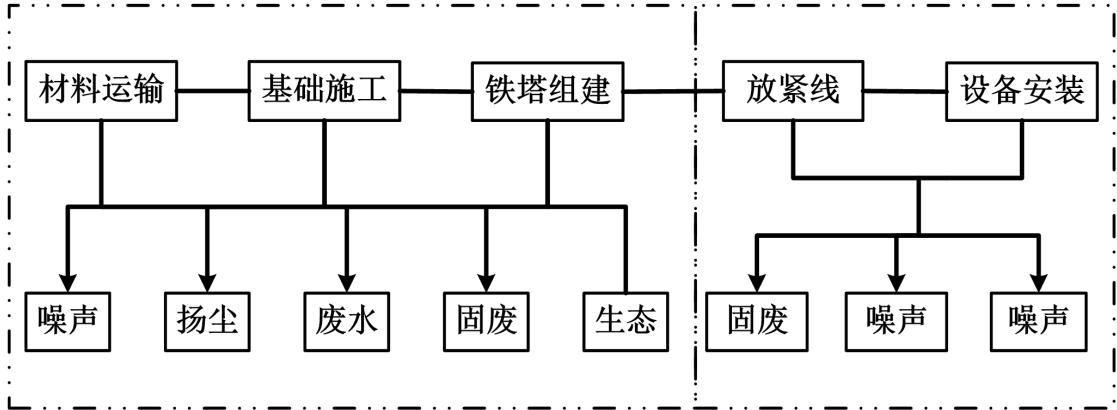 材料运输
基础施工
铁塔组建
放紧线
设备安装
噪声
扬尘
废水
固废
生态
固废
噪声
噪声